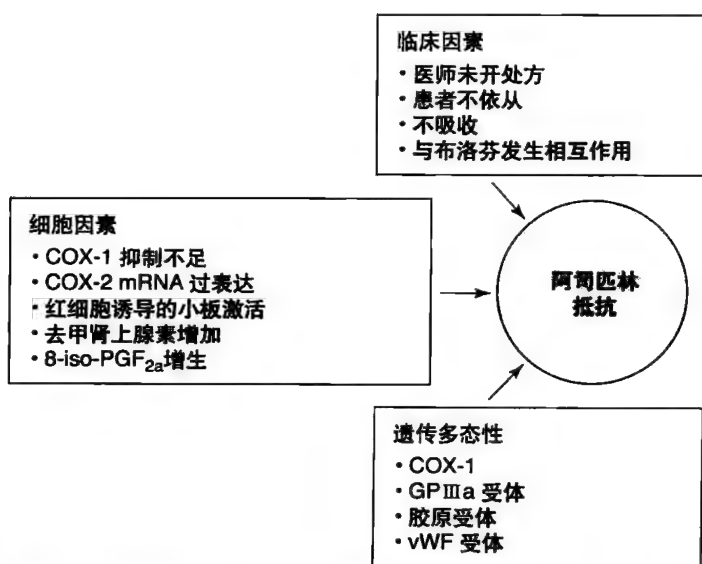 临床因素
· 医师未开处方
· 患者不依从
· 不吸收
· 与布洛芬发生相互作用
细胞因素
· COX-1 抑制不足
· COX-2 mRNA 过表达
· 红细胞诱导的小板激活
· 去甲肾上腺素增加
· 8-iso-PGF2a增生
阿司匹林
抵抗
遗传多态性
· COX-1
· GPⅢa 受体
· 胶原受体
· vWF 受体